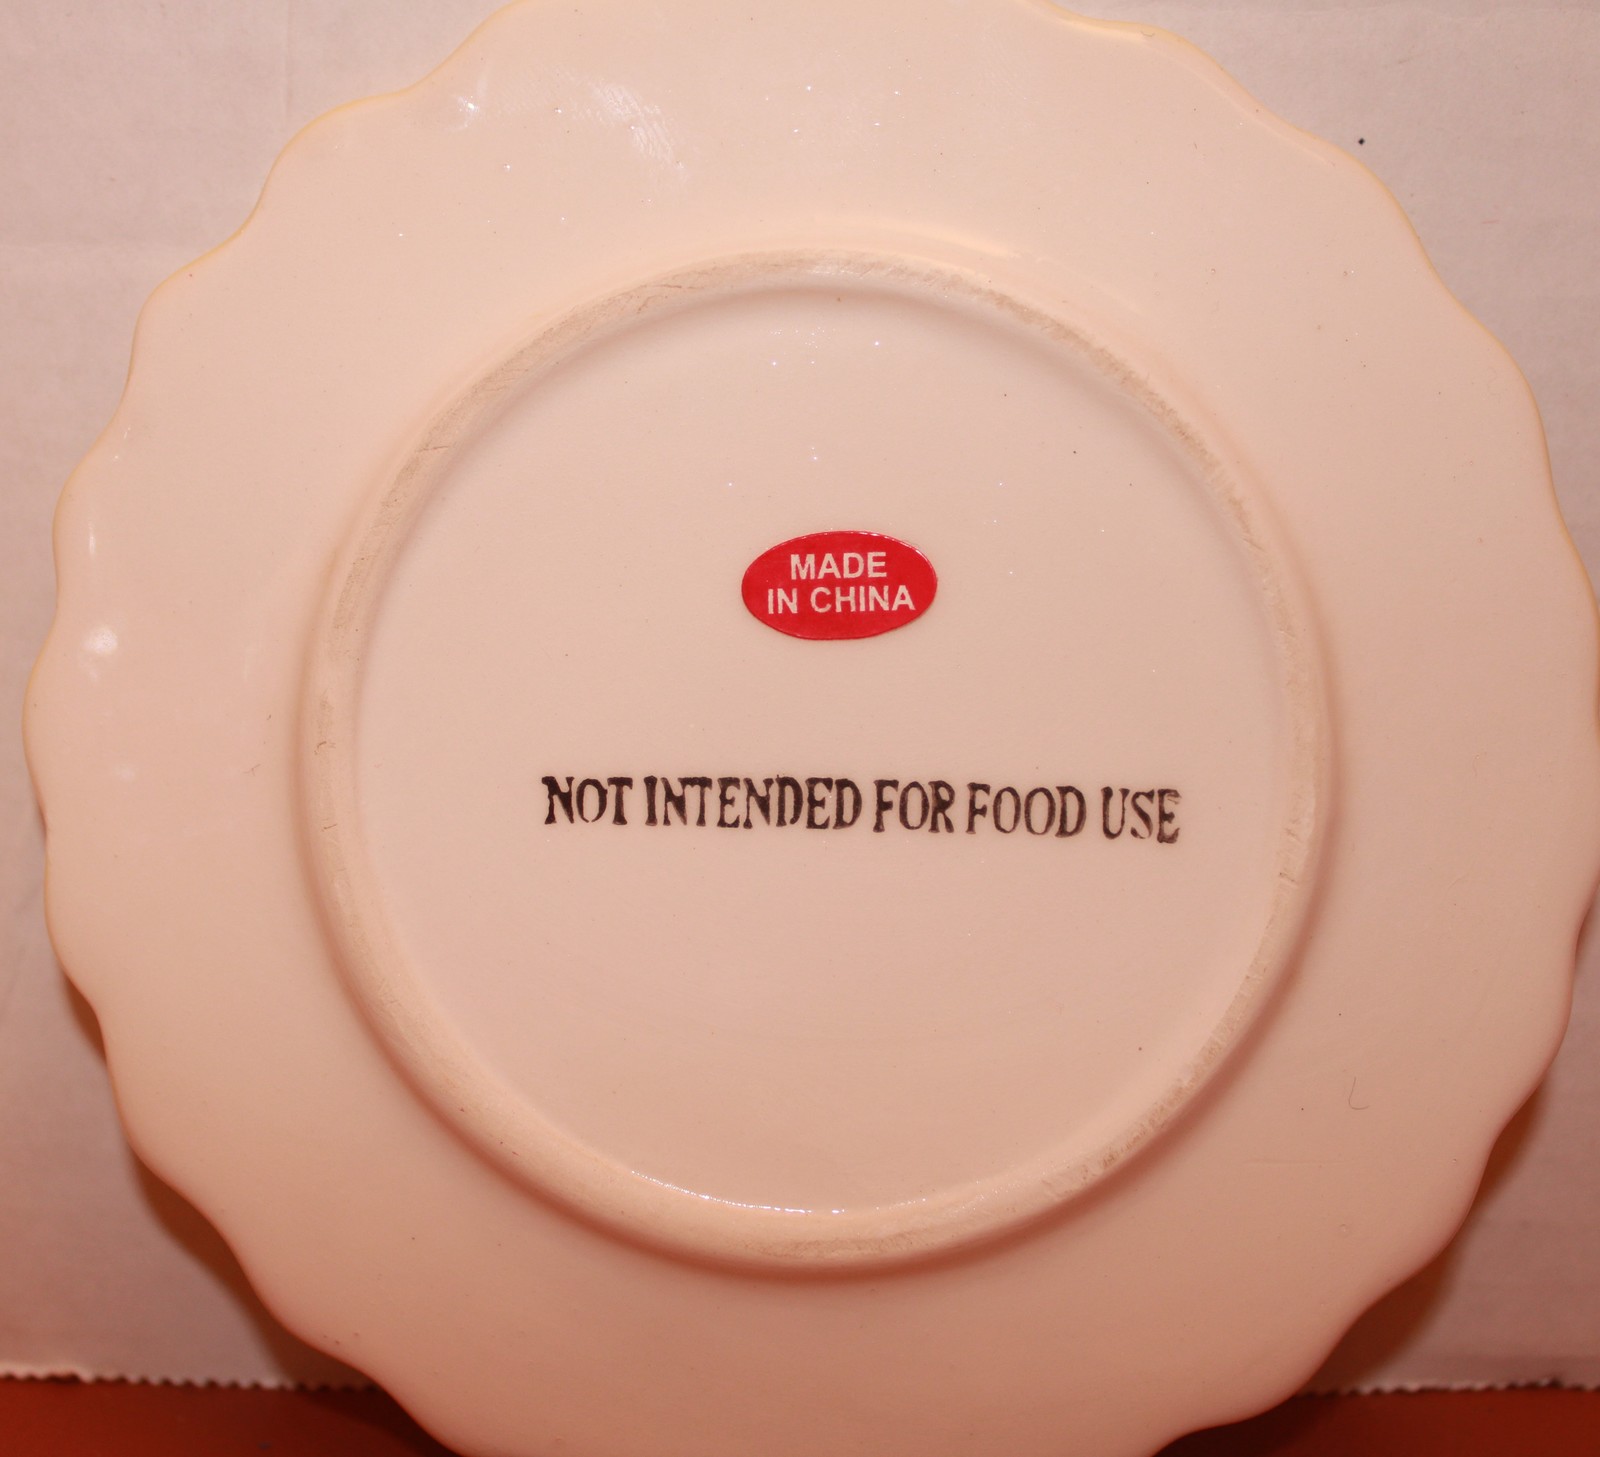 MADE
IN CHINA
NOT INTENDED FOR FOOD USE